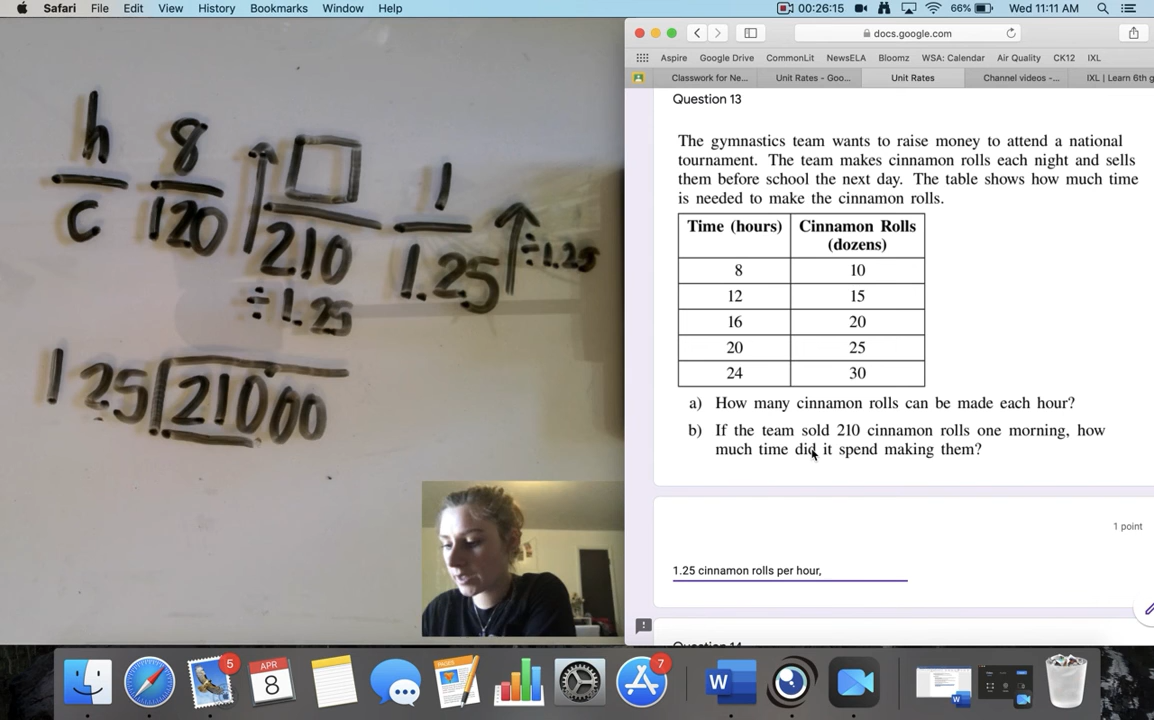 Safari File Edit View History Bookmarks Window Help 00:26:15 66% Wed 11:11 AM
docs.google.com
Aspire Google Drive CommonLit NewsELA Bloomz WSA: Calendar Air Quality CK12 IXL
Classwork for Ne... Unit Rates - Goo... Unit Rates Channel videos -... IXL | Learn 6th g
h/c 8/120 □/210 ÷1.25 1/1.25 ÷1.25
125 21000
Question 13
The gymnastics team wants to raise money to attend a national
tournament. The team makes cinnamon rolls each night and sells
them before school the next day. The table shows how much time
is needed to make the cinnamon rolls.
Time (hours) Cinnamon Rolls
(dozens)
8 10
12 15
16 20
20 25
24 30
a) How many cinnamon rolls can be made each hour?
b) If the team sold 210 cinnamon rolls one morning, how
much time did it spend making them?
1 point
1.25 cinnamon rolls per hour,
5
APR
8
PAGES
7
W